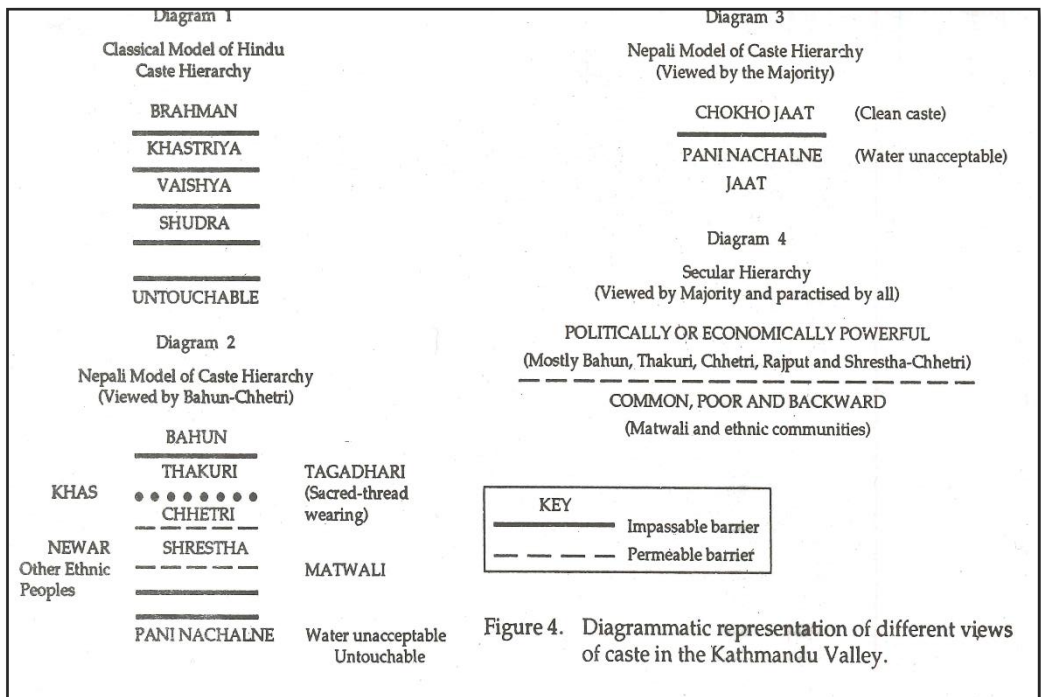 Diagram 1
Classical Model of Hindu
Caste Hierarchy
BRAHMAN
KHASTRIYA
VAISHYA
SHUDRA
UNTOUCHABLE
Diagram 2
Nepali Model of Caste Hierarchy
(Viewed by Bahun-Chhetri)
BAHUN
THAKURI TAGADHARI
KHAS (Sacred-thread
CHHETRI wearing)
NEWAR SHRESTHA
Other Ethnic MATWALI
Peoples
PANI NACHALNE Water unacceptable
Untouchable
Diagram 3
Nepali Model of Caste Hierarchy
(Viewed by the Majority)
CHOKHO JAAT (Clean caste)
PANI NACHALNE (Water unacceptable)
JAAT
Diagram 4
Secular Hierarchy
(Viewed by Majority and paractised by all)
POLITICALLY OR ECONOMICALLY POWERFUL
(Mostly Bahun, Thakuri, Chhetri, Rajput and Shrestha-Chhetri)
COMMON, POOR AND BACKWARD
(Matwali and ethnic communities)
KEY
Impassable barrier
Permeable barrier
Figure 4. Diagrammatic representation of different views
of caste in the Kathmandu Valley.